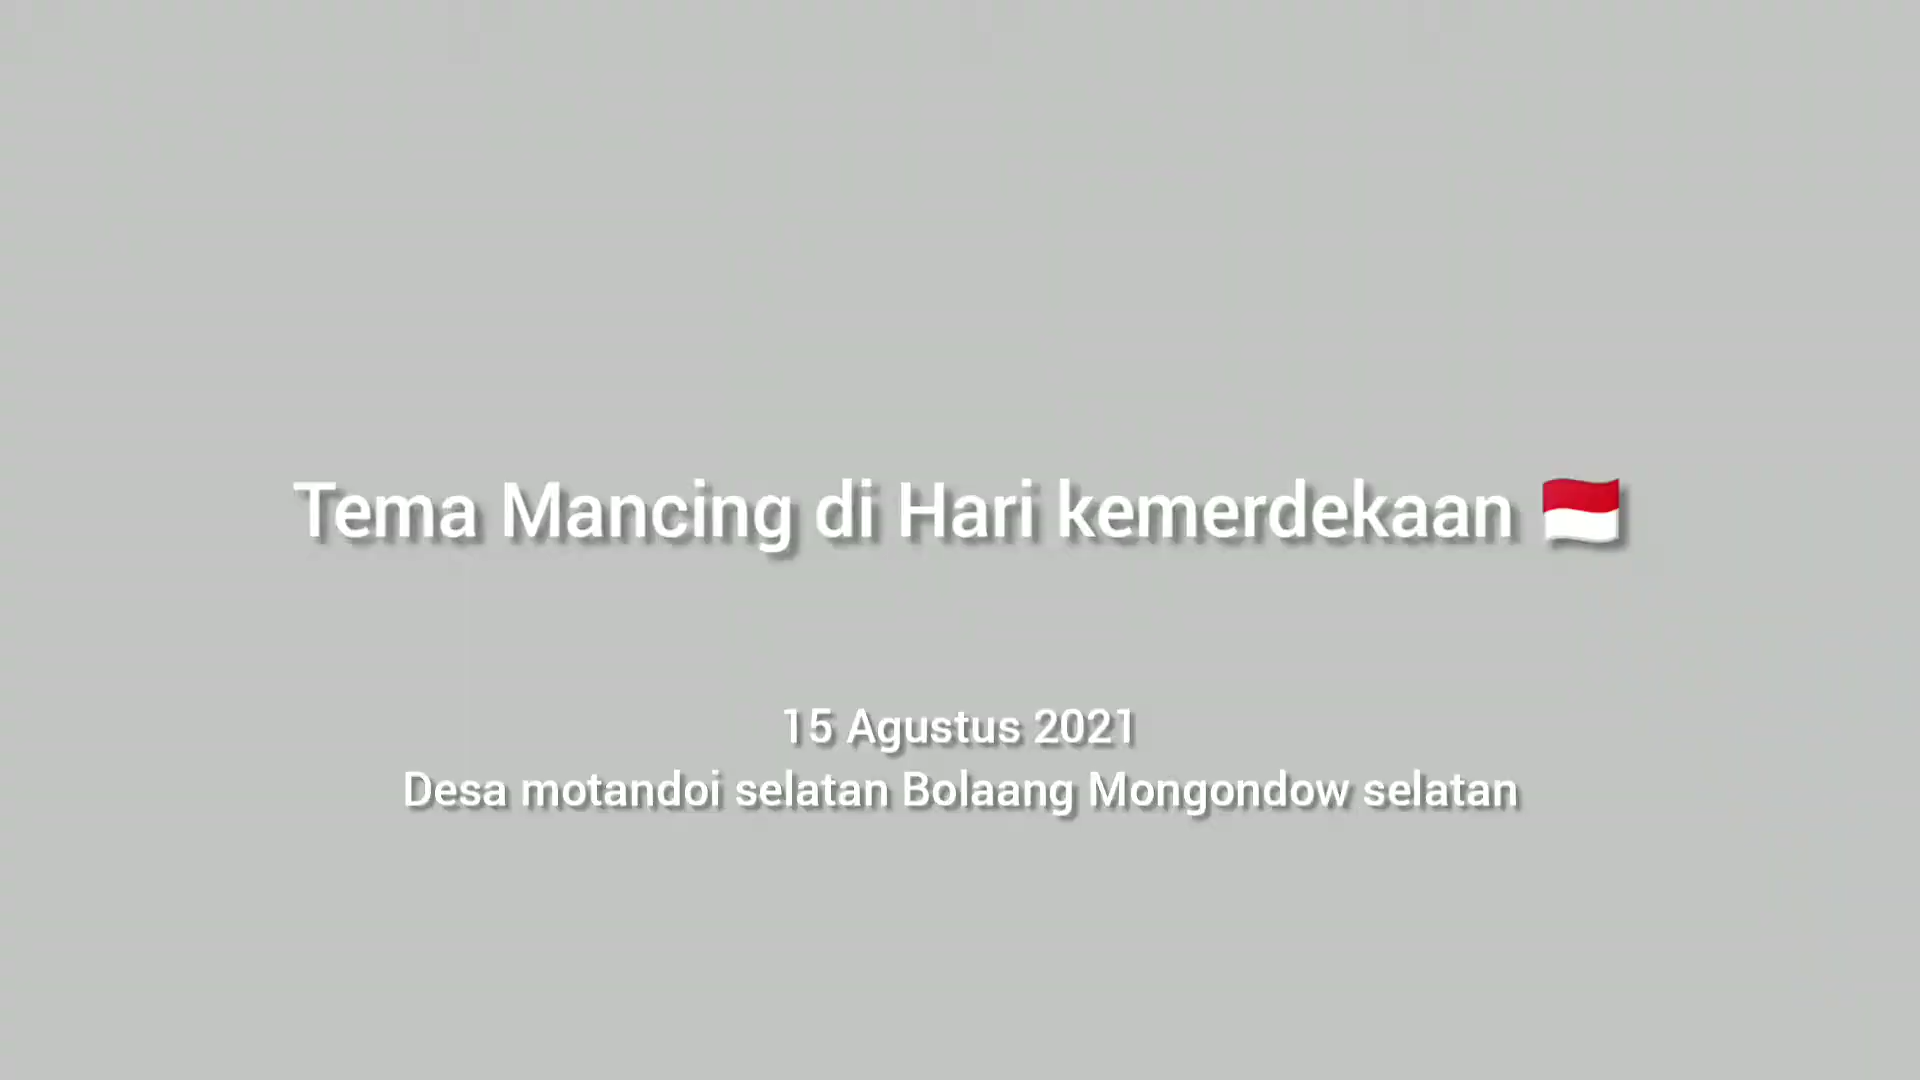 Tema Mancing di Hari kemerdekaan 🇮🇩
15 Agustus 2021
Desa motandoi selatan Bolaang Mongondow selatan